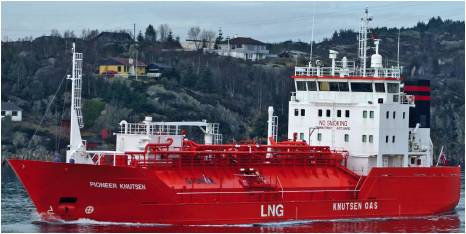 NO SMOKING
PIONEER KNUTSEN
LNG
KNUTSEN OAS